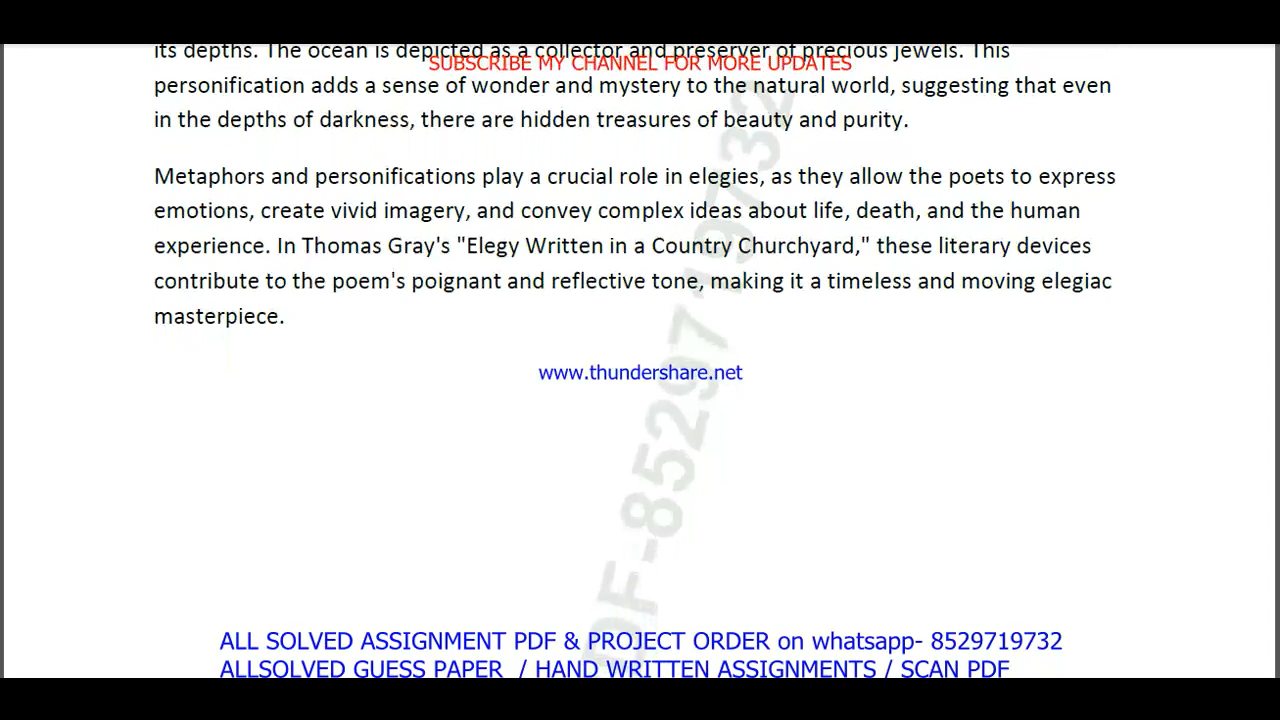 its depths. The ocean is depicted as a collector and preserver of precious jewels. This
SUBSCRIBE MY CHANNEL FOR MORE UPDATES
personification adds a sense of wonder and mystery to the natural world, suggesting that even
in the depths of darkness, there are hidden treasures of beauty and purity.
Metaphors and personifications play a crucial role in elegies, as they allow the poets to express
emotions, create vivid imagery, and convey complex ideas about life, death, and the human
experience. In Thomas Gray's "Elegy Written in a Country Churchyard," these literary devices
contribute to the poem's poignant and reflective tone, making it a timeless and moving elegiac
masterpiece.
www.thundershare.net
DF-8529719732
ALL SOLVED ASSIGNMENT PDF & PROJECT ORDER on whatsapp- 8529719732
ALLSOLVED GUESS PAPER / HAND WRITTEN ASSIGNMENTS / SCAN PDF